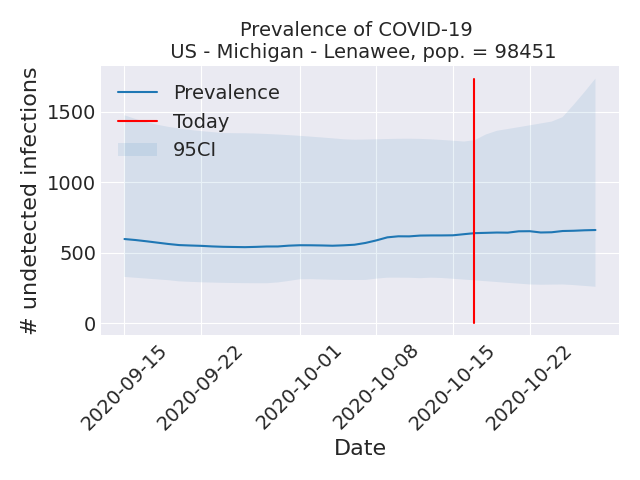 Prevalence of COVID-19
US - Michigan - Lenawee, pop. = 98451
# undetected infections
1500
1000
500
0
Prevalence
Today
95CI
2020-09-15
2020-09-22
2020-10-01
2020-10-08
2020-10-15
2020-10-22
Date